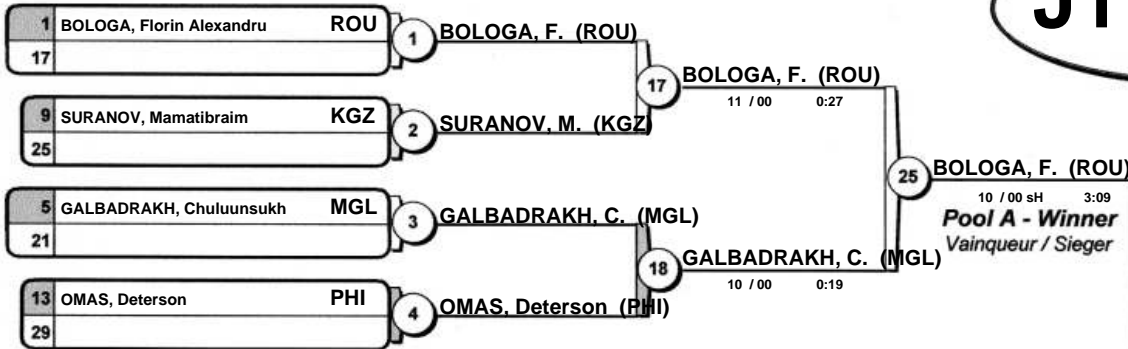 J1
1 BOLOGA, Florin Alexandru ROU
17
1 BOLOGA, F. (ROU)
9 SURANOV, Mamatibraim KGZ
25
2 SURANOV, M. (KGZ)
17 BOLOGA, F. (ROU)
11 / 00 0:27
5 GALBADRAKH, Chuluunsukh MGL
21
3 GALBADRAKH, C. (MGL)
13 OMAS, Deterson PHI
29
4 OMAS, Deterson (PHI)
18 GALBADRAKH, C. (MGL)
10 / 00 0:19
25 BOLOGA, F. (ROU)
10 / 00 sH 3:09
Pool A - Winner
Vainqueur / Sieger